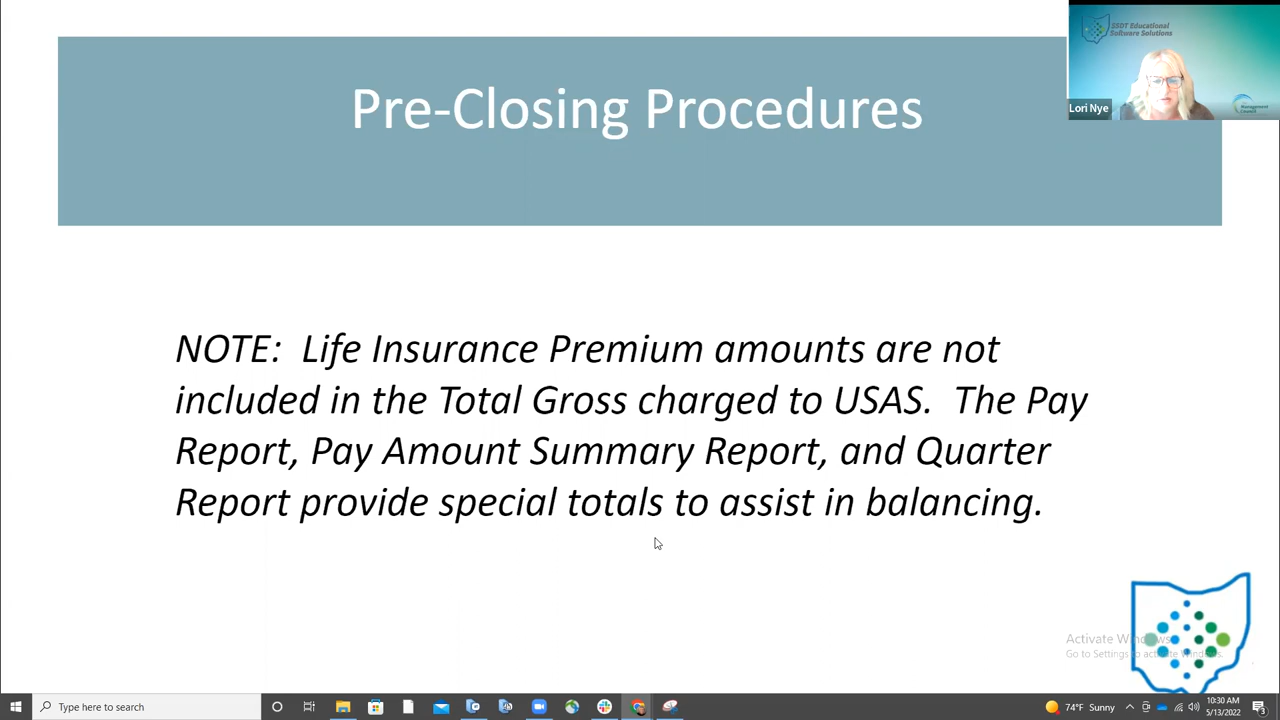 SSDT Educational
Software Solutions
Pre-Closing Procedures
Lori Nye
Management
Council
NOTE:  Life Insurance Premium amounts are not
included in the Total Gross charged to USAS.  The Pay
Report, Pay Amount Summary Report, and Quarter
Report provide special totals to assist in balancing.
Activate Windows
Go to Settings to activate Windows.
Type here to search
74°F Sunny
10:30 AM
5/13/2022
3